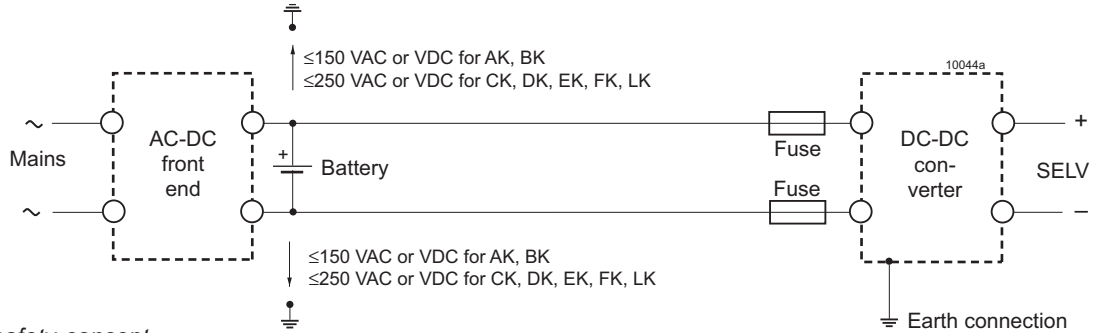 ≤150 VAC or VDC for AK, BK
≤250 VAC or VDC for CK, DK, EK, FK, LK
10044a
~
Mains
~
AC-DC
front
end
+
Battery
Fuse
Fuse
DC-DC
con-
verter
+
SELV
–
≤150 VAC or VDC for AK, BK
≤250 VAC or VDC for CK, DK, EK, FK, LK
Earth connection
safety concept